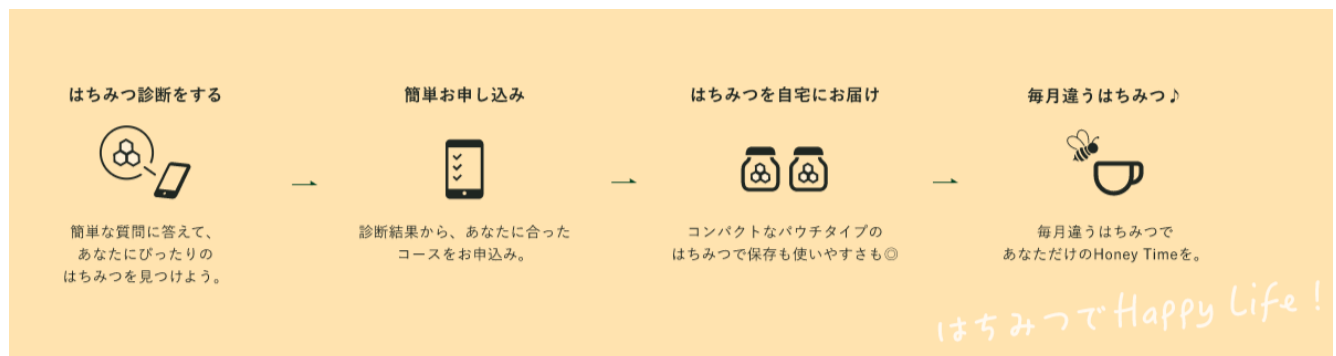 はちみつ診断をする
簡単な質問に答えて、
あなたにぴったりの
はちみつを見つけよう。
簡単お申し込み
診断結果から、あなたに合った
コースをお申込み。
はちみつを自宅にお届け
コンパクトなパウチタイプの
はちみつで保存も使いやすさも◎
毎月違うはちみつ♪
毎月違うはちみつで
あなただけのHoney Timeを。
はちみつでHappy Life！